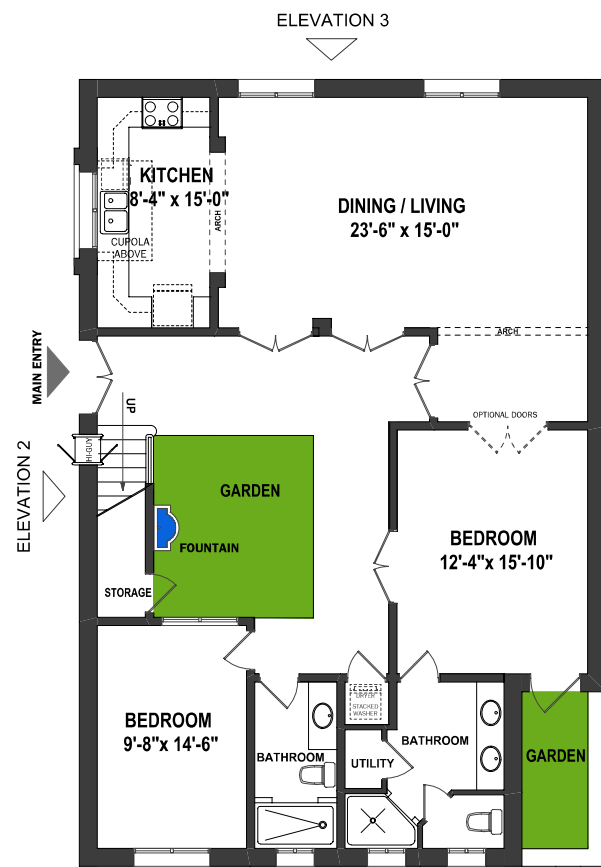 ELEVATION 3
KITCHEN
8'-4" x 15'-0"
CUPOLA
ABOVE
ARCH
DINING / LIVING
23'-6" x 15'-0"
ARCH
MAIN ENTRY
UP
HI-GUY
ELEVATION 2
OPTIONAL DOORS
GARDEN
FOUNTAIN
BEDROOM
12'-4"x 15'-10"
STORAGE
BEDROOM
9'-8"x 14'-6"
BATHROOM
DRYER
STACKED
WASHER
UTILITY
BATHROOM
GARDEN